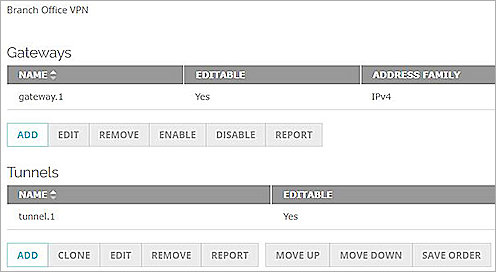 Branch Office VPN
Gateways
NAME EDITABLE ADDRESS FAMILY
gateway.1 Yes IPv4
ADD EDIT REMOVE ENABLE DISABLE REPORT
Tunnels
NAME EDITABLE
tunnel.1 Yes
ADD CLONE EDIT REMOVE REPORT MOVE UP MOVE DOWN SAVE ORDER